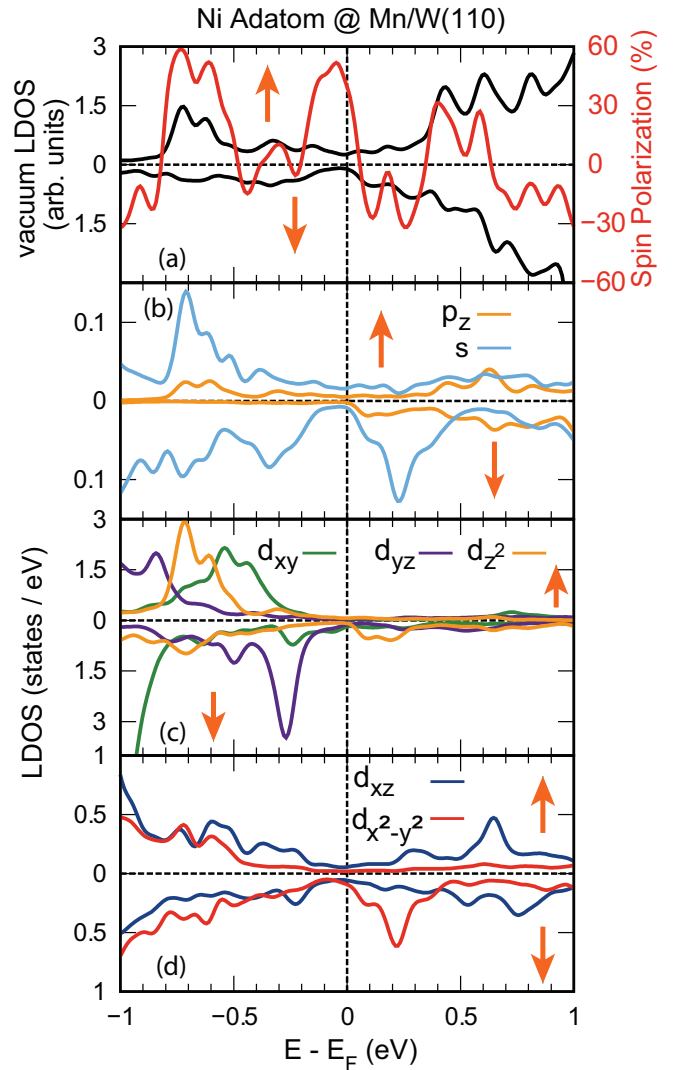 Ni Adatom @ Mn/W(110)
vacuum LDOS
(arb. units)
3
1.5
0
1.5
60
30
0
−30
−60
Spin Polarization (%)
(a)
(b)
0.1
0
0.1
p_z
s
LDOS (states / eV)
3
1.5
0
1.5
3
d_xy
d_yz
d_z²
(c)
1
0.5
0
0.5
1
d_xz
d_x²-y²
(d)
−1
−0.5
0
0.5
1
E - E_F (eV)